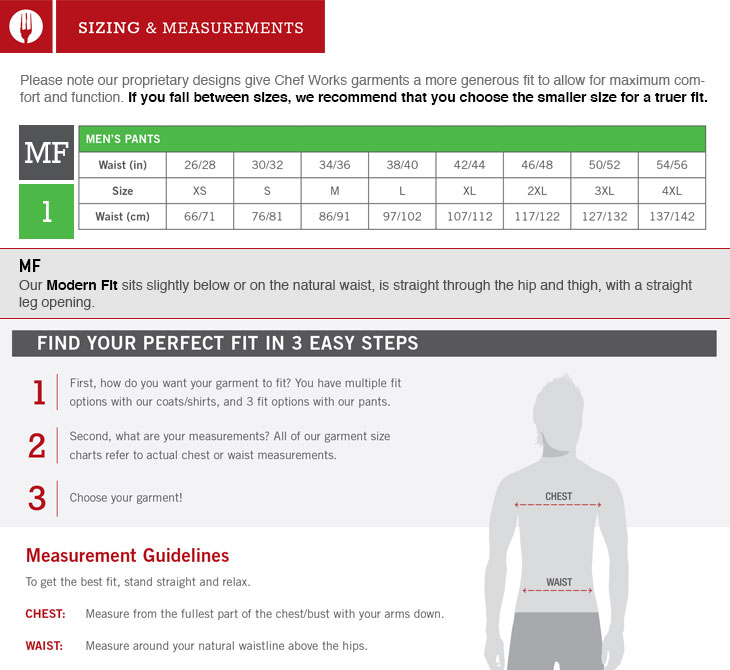 SIZING & MEASUREMENTS
Please note our proprietary designs give Chef Works garments a more generous fit to allow for maximum com-
fort and function. If you fall between sizes, we recommend that you choose the smaller size for a truer fit.
MF
1
MEN'S PANTS
Waist (in) 26/28 30/32 34/36 38/40 42/44 46/48 50/52 54/56
Size XS S M L XL 2XL 3XL 4XL
Waist (cm) 66/71 76/81 86/91 97/102 107/112 117/122 127/132 137/142
MF
Our Modern Fit sits slightly below or on the natural waist, is straight through the hip and thigh, with a straight
leg opening.
FIND YOUR PERFECT FIT IN 3 EASY STEPS
1 First, how do you want your garment to fit? You have multiple fit
options with our coats/shirts, and 3 fit options with our pants.
2 Second, what are your measurements? All of our garment size
charts refer to actual chest or waist measurements.
3 Choose your garment!
CHEST
WAIST
Measurement Guidelines
To get the best fit, stand straight and relax.
CHEST: Measure from the fullest part of the chest/bust with your arms down.
WAIST: Measure around your natural waistline above the hips.